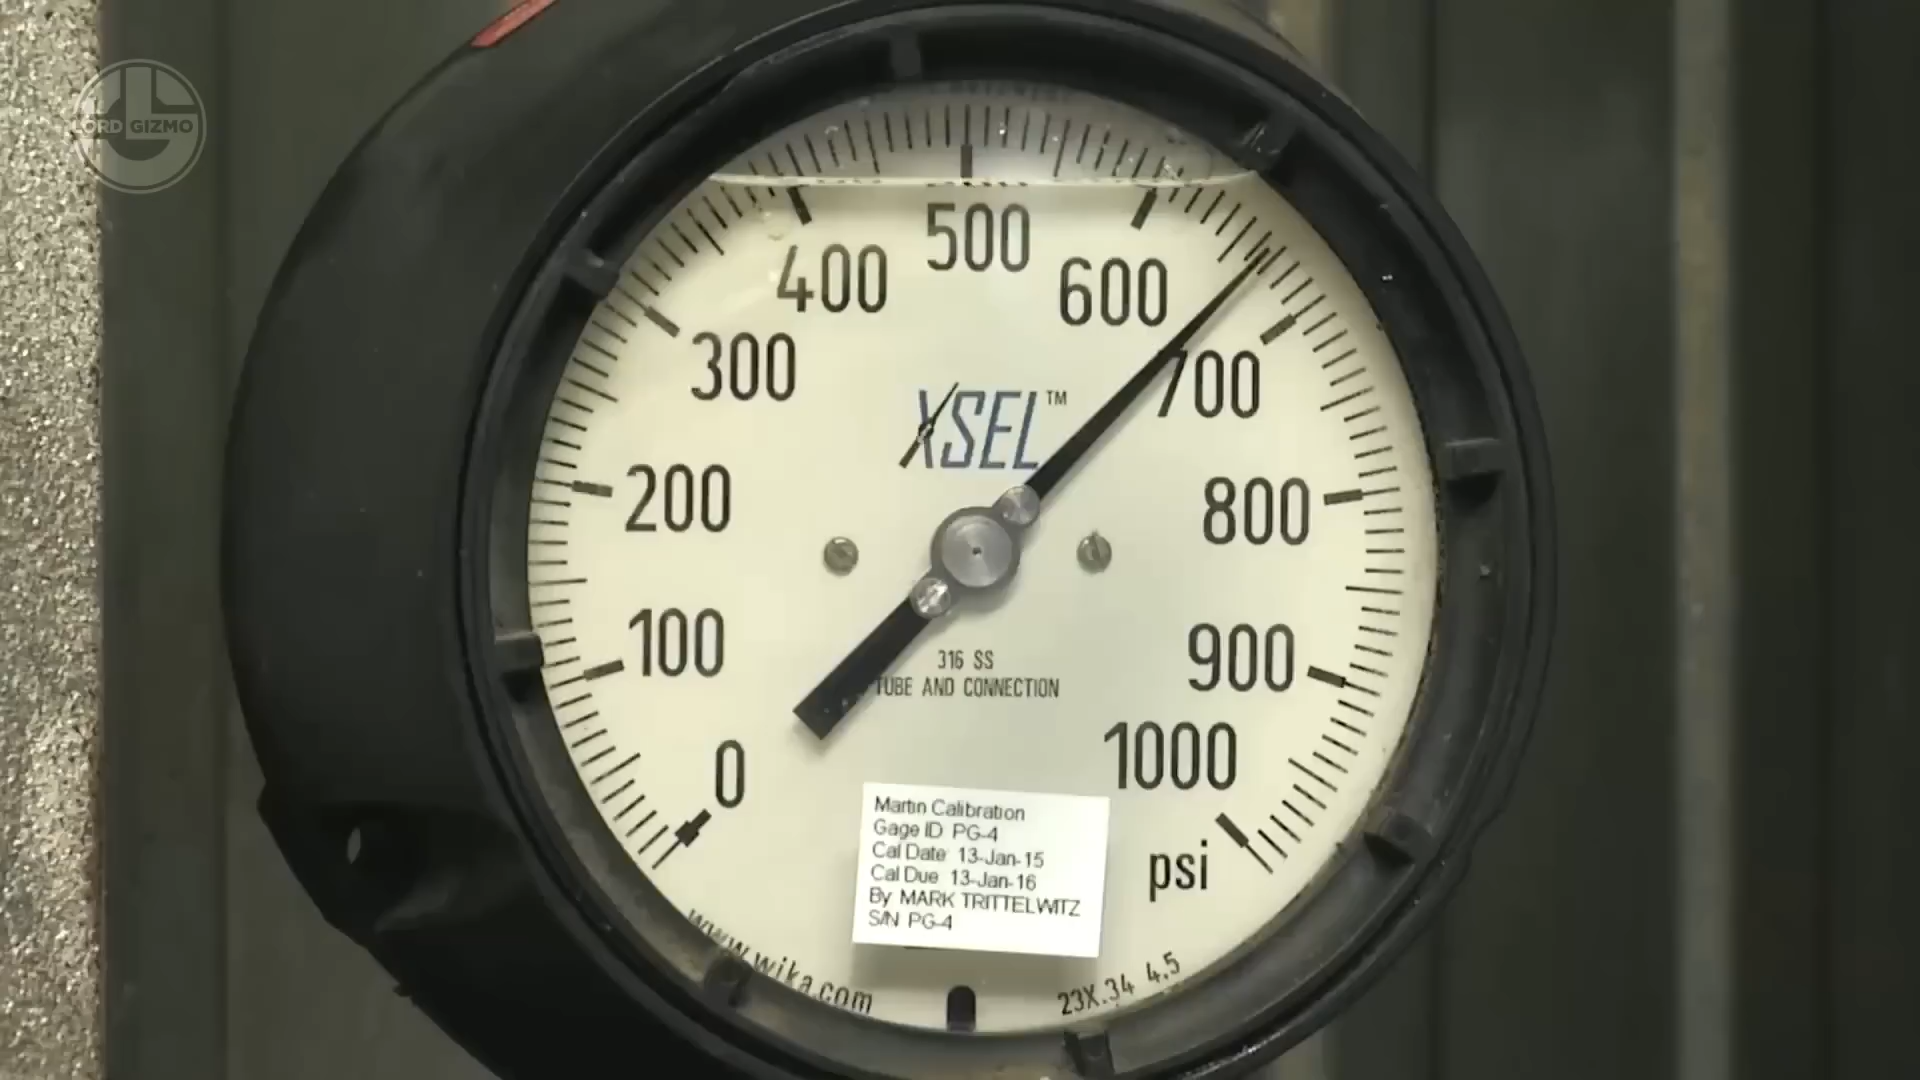 LORD GIZMO
500
400
600
300
700
XSEL™
200
800
100
900
316 SS
TUBE AND CONNECTION
0
1000
Martin Calibration
Gage ID PG-4
Cal Date 13-Jan-15
Cal Due 13-Jan-16
By MARK TRITTELWITZ
S/N PG-4
psi
www.wika.com
23X.34 4.5